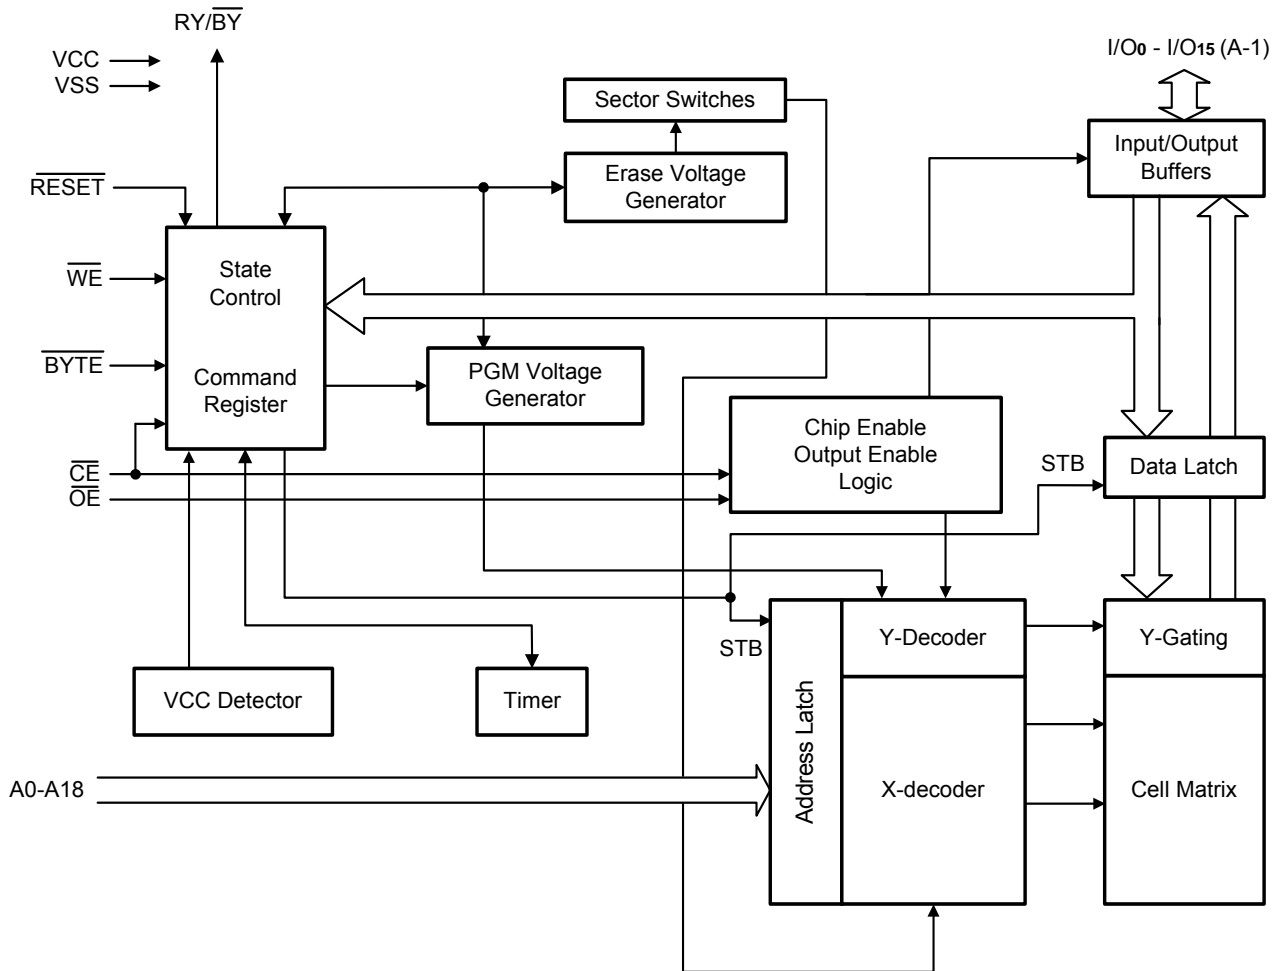 RY/BY
VCC
VSS
I/O0 - I/O15 (A-1)
Sector Switches
Input/Output
Buffers
Erase Voltage
Generator
RESET
WE
State
Control
BYTE
Command
Register
PGM Voltage
Generator
Chip Enable
Output Enable
Logic
CE
OE
STB
Data Latch
STB
Address Latch
Y-Decoder
Y-Gating
VCC Detector
Timer
A0-A18
X-decoder
Cell Matrix